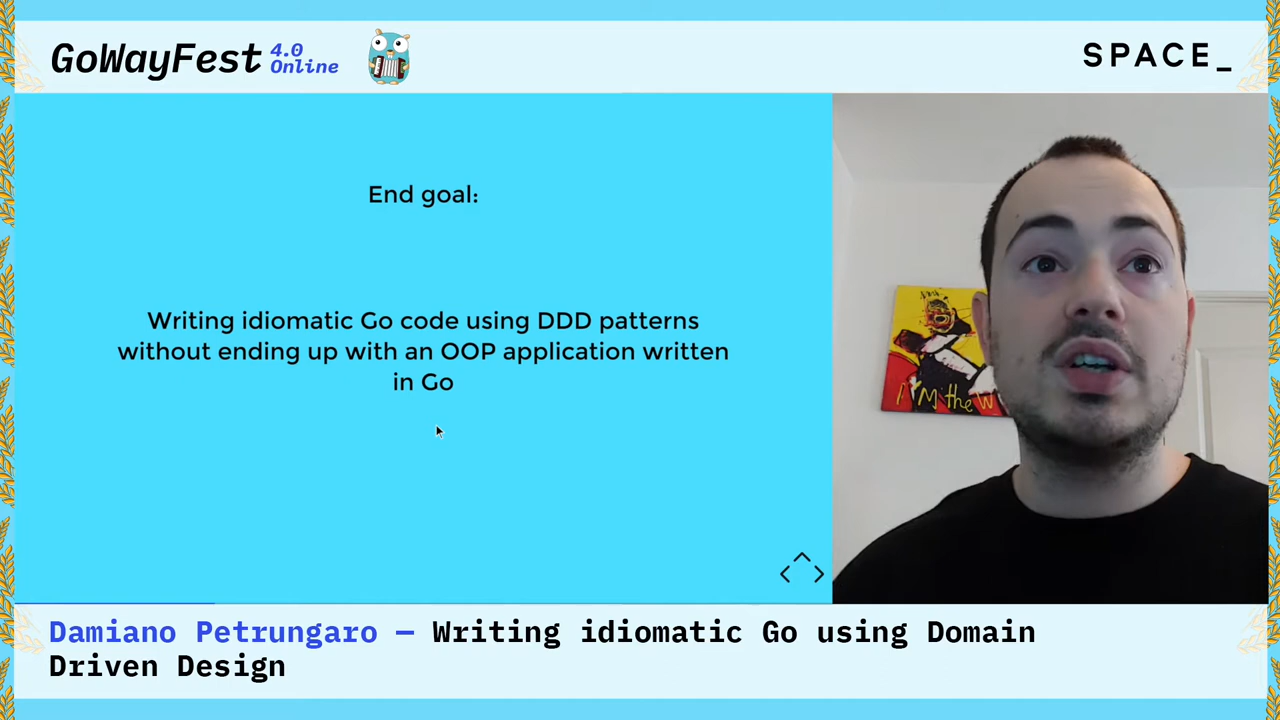 GoWayFest 4.0
Online
SPACE_
End goal:
Writing idiomatic Go code using DDD patterns
without ending up with an OOP application written
in Go
I'M the W
Damiano Petrungaro — Writing idiomatic Go using Domain
Driven Design